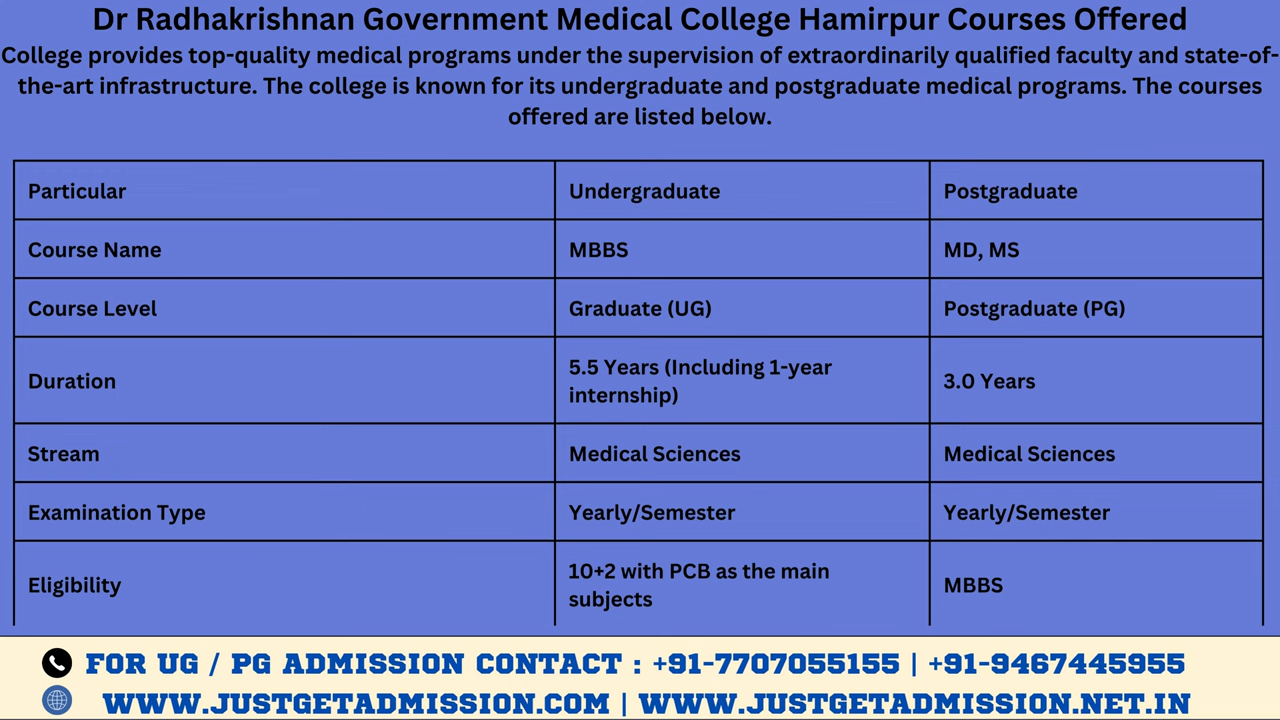 Dr Radhakrishnan Government Medical College Hamirpur Courses Offered
College provides top-quality medical programs under the supervision of extraordinarily qualified faculty and state-of-
the-art infrastructure. The college is known for its undergraduate and postgraduate medical programs. The courses
offered are listed below.
Particular Undergraduate Postgraduate
Course Name MBBS MD, MS
Course Level Graduate (UG) Postgraduate (PG)
Duration 5.5 Years (Including 1-year internship) 3.0 Years
Stream Medical Sciences Medical Sciences
Examination Type Yearly/Semester Yearly/Semester
Eligibility 10+2 with PCB as the main subjects MBBS
FOR UG / PG ADMISSION CONTACT : +91-7707055155 | +91-9467445955
WWW.JUSTGETADMISSION.COM | WWW.JUSTGETADMISSION.NET.IN